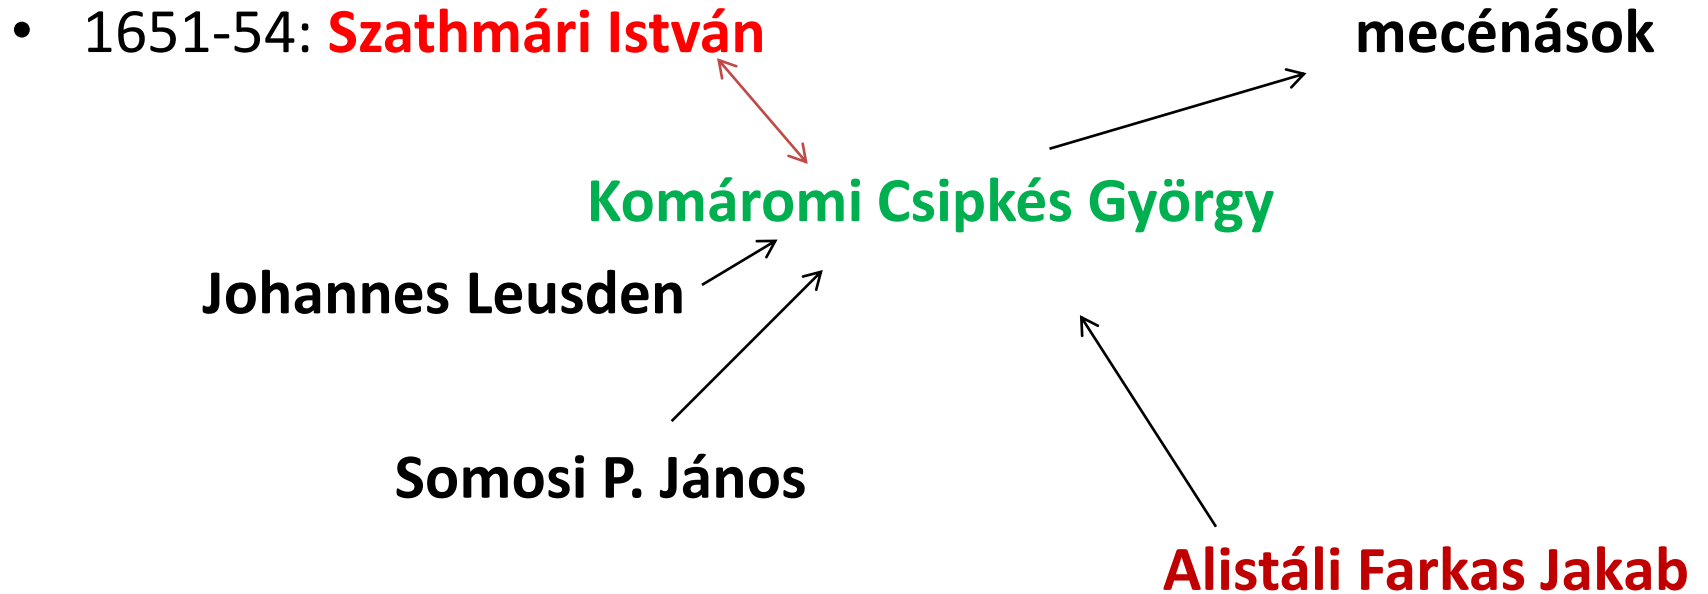 • 1651-54: Szathmári István mecénások
Komáromi Csipkés György
Johannes Leusden
Somosi P. János
Alistáli Farkas Jakab